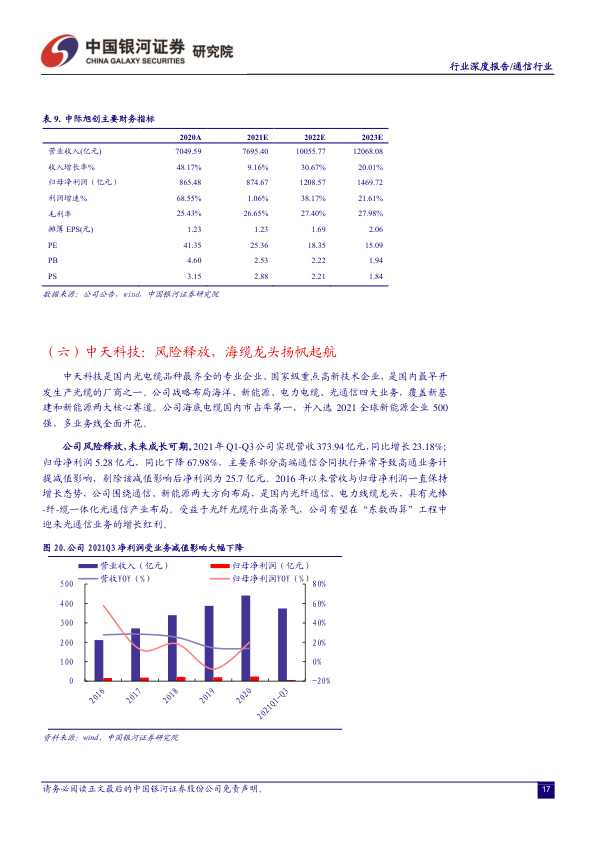 中国银河证券 研究院
CHINA GALAXY SECURITIES
行业深度报告/通信行业
表 9. 中际旭创主要财务指标
2020A 2021E 2022E 2023E
营业收入(亿元) 7049.59 7695.40 10055.77 12068.08
收入增长率% 48.17% 9.16% 30.67% 20.01%
归母净利润（亿元） 865.48 874.67 1208.57 1469.72
利润增速% 68.55% 1.06% 38.17% 21.61%
毛利率 25.43% 26.65% 27.40% 27.98%
摊薄 EPS(元) 1.23 1.23 1.69 2.06
PE 41.35 25.36 18.35 15.09
PB 4.60 2.53 2.22 1.94
PS 3.15 2.88 2.21 1.84
数据来源：公司公告，wind，中国银河证券研究院
（六）中天科技：风险释放，海缆龙头扬帆起航
中天科技是国内光电缆品种最齐全的专业企业、国家级重点高新技术企业，是国内最早开
发生产光缆的厂商之一。公司战略布局海洋、新能源、电力电缆、光通信四大业务，覆盖新基
建和新能源两大核心赛道。公司海底电缆国内市占率第一，并入选 2021 全球新能源企业 500
强，多业务线全面开花。
公司风险释放，未来成长可期。2021 年 Q1-Q3 公司实现营收 373.94 亿元，同比增长 23.18%;
归母净利润 5.28 亿元，同比下降 67.98%，主要系部分高端通信合同执行异常导致高通业务计
提减值影响，剔除该减值影响后净利润为 25.7 亿元。2016 年以来营收与归母净利润一直保持
增长态势，公司围绕通信、新能源两大方向布局，是国内光纤通信、电力线缆龙头，具有光棒
-纤-缆一体化光通信产业布局。受益于光纤光缆行业高景气，公司有望在“东数西算”工程中
迎来光通信业务的增长红利。
图 20.公司 2021Q3 净利润受业务减值影响大幅下降
营业收入（亿元） 归母净利润（亿元）
营收YOY（%） 归母净利润YOY（%）
500 80%
400 60%
300 40%
200 20%
100 0%
0 -20%
2016 2017 2018 2019 2020 2021Q1-Q3
资料来源：wind，中国银河证券研究院
请务必阅读正文最后的中国银河证券股份公司免责声明。
17